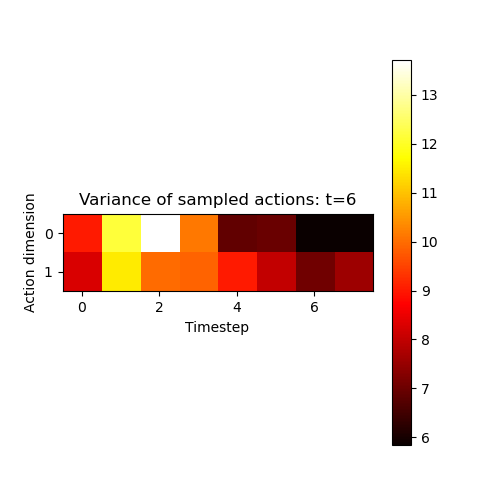 Variance of sampled actions: t=6
Action dimension
0
1
0 2 4 6
Timestep
13
12
11
10
9
8
7
6